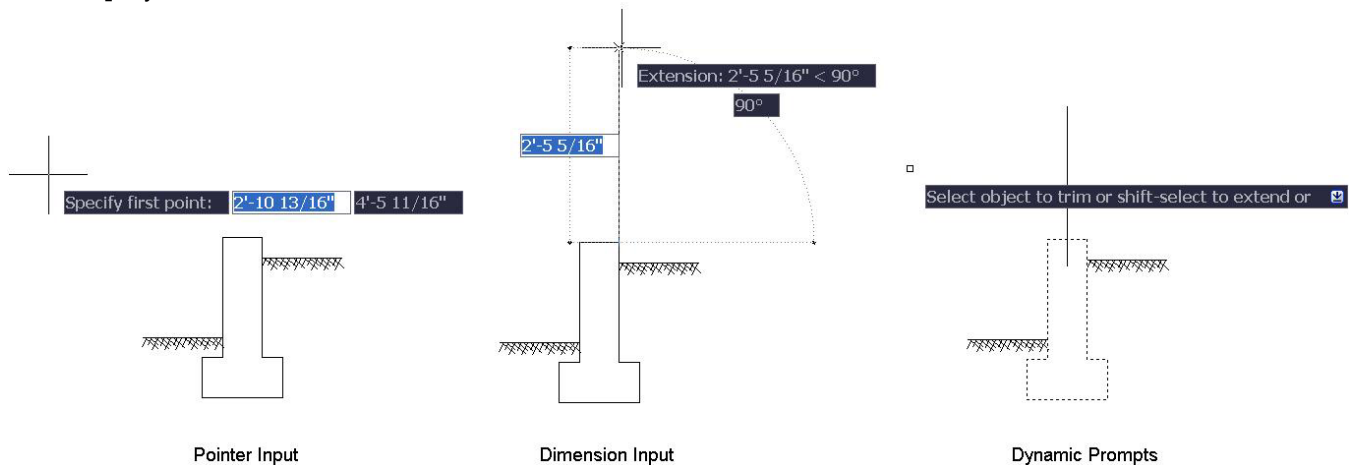 Specify first point: 2'-10 13/16" 4'-5 11/16"
Pointer Input
Extension: 2'-5 5/16" < 90°
90°
2'-5 5/16"
Dimension Input
Select object to trim or shift-select to extend or
Dynamic Prompts